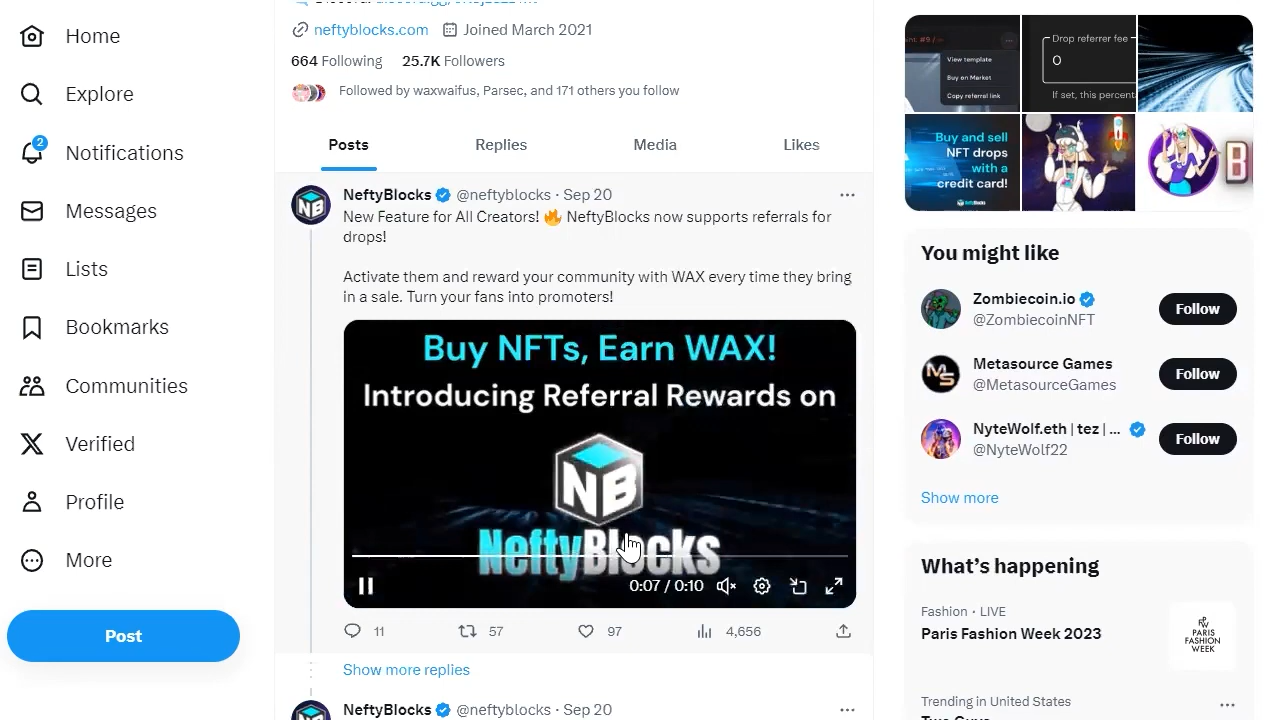 Home
Explore
2
Notifications
Messages
Lists
Bookmarks
Communities
Verified
Profile
More
Post
neftyblocks.com
Joined March 2021
664 Following 25.7K Followers
Followed by waxwaifus, Parsec, and 171 others you follow
Posts Replies Media Likes
NeftyBlocks @neftyblocks · Sep 20
New Feature for All Creators! 🔥 NeftyBlocks now supports referrals for
drops!
Activate them and reward your community with WAX every time they bring
in a sale. Turn your fans into promoters!
Buy NFTs, Earn WAX!
Introducing Referral Rewards on
NB
NeftyBlocks
0:07 / 0:10
11 57 97 4,656
Show more replies
NeftyBlocks @neftyblocks · Sep 20
View template
Buy on Market
Copy referral link
Drop referrer fee
0
If set, this percent
Buy and sell
NFT drops
with a
credit card!
NeftyBlocks
B
You might like
Zombiecoin.io
@ZombiecoinNFT
Follow
Metasource Games
@MetasourceGames
Follow
NyteWolf.eth | tez | ...
@NyteWolf22
Follow
Show more
What's happening
Fashion · LIVE
Paris Fashion Week 2023
PARIS
FASHION
WEEK
Trending in United States